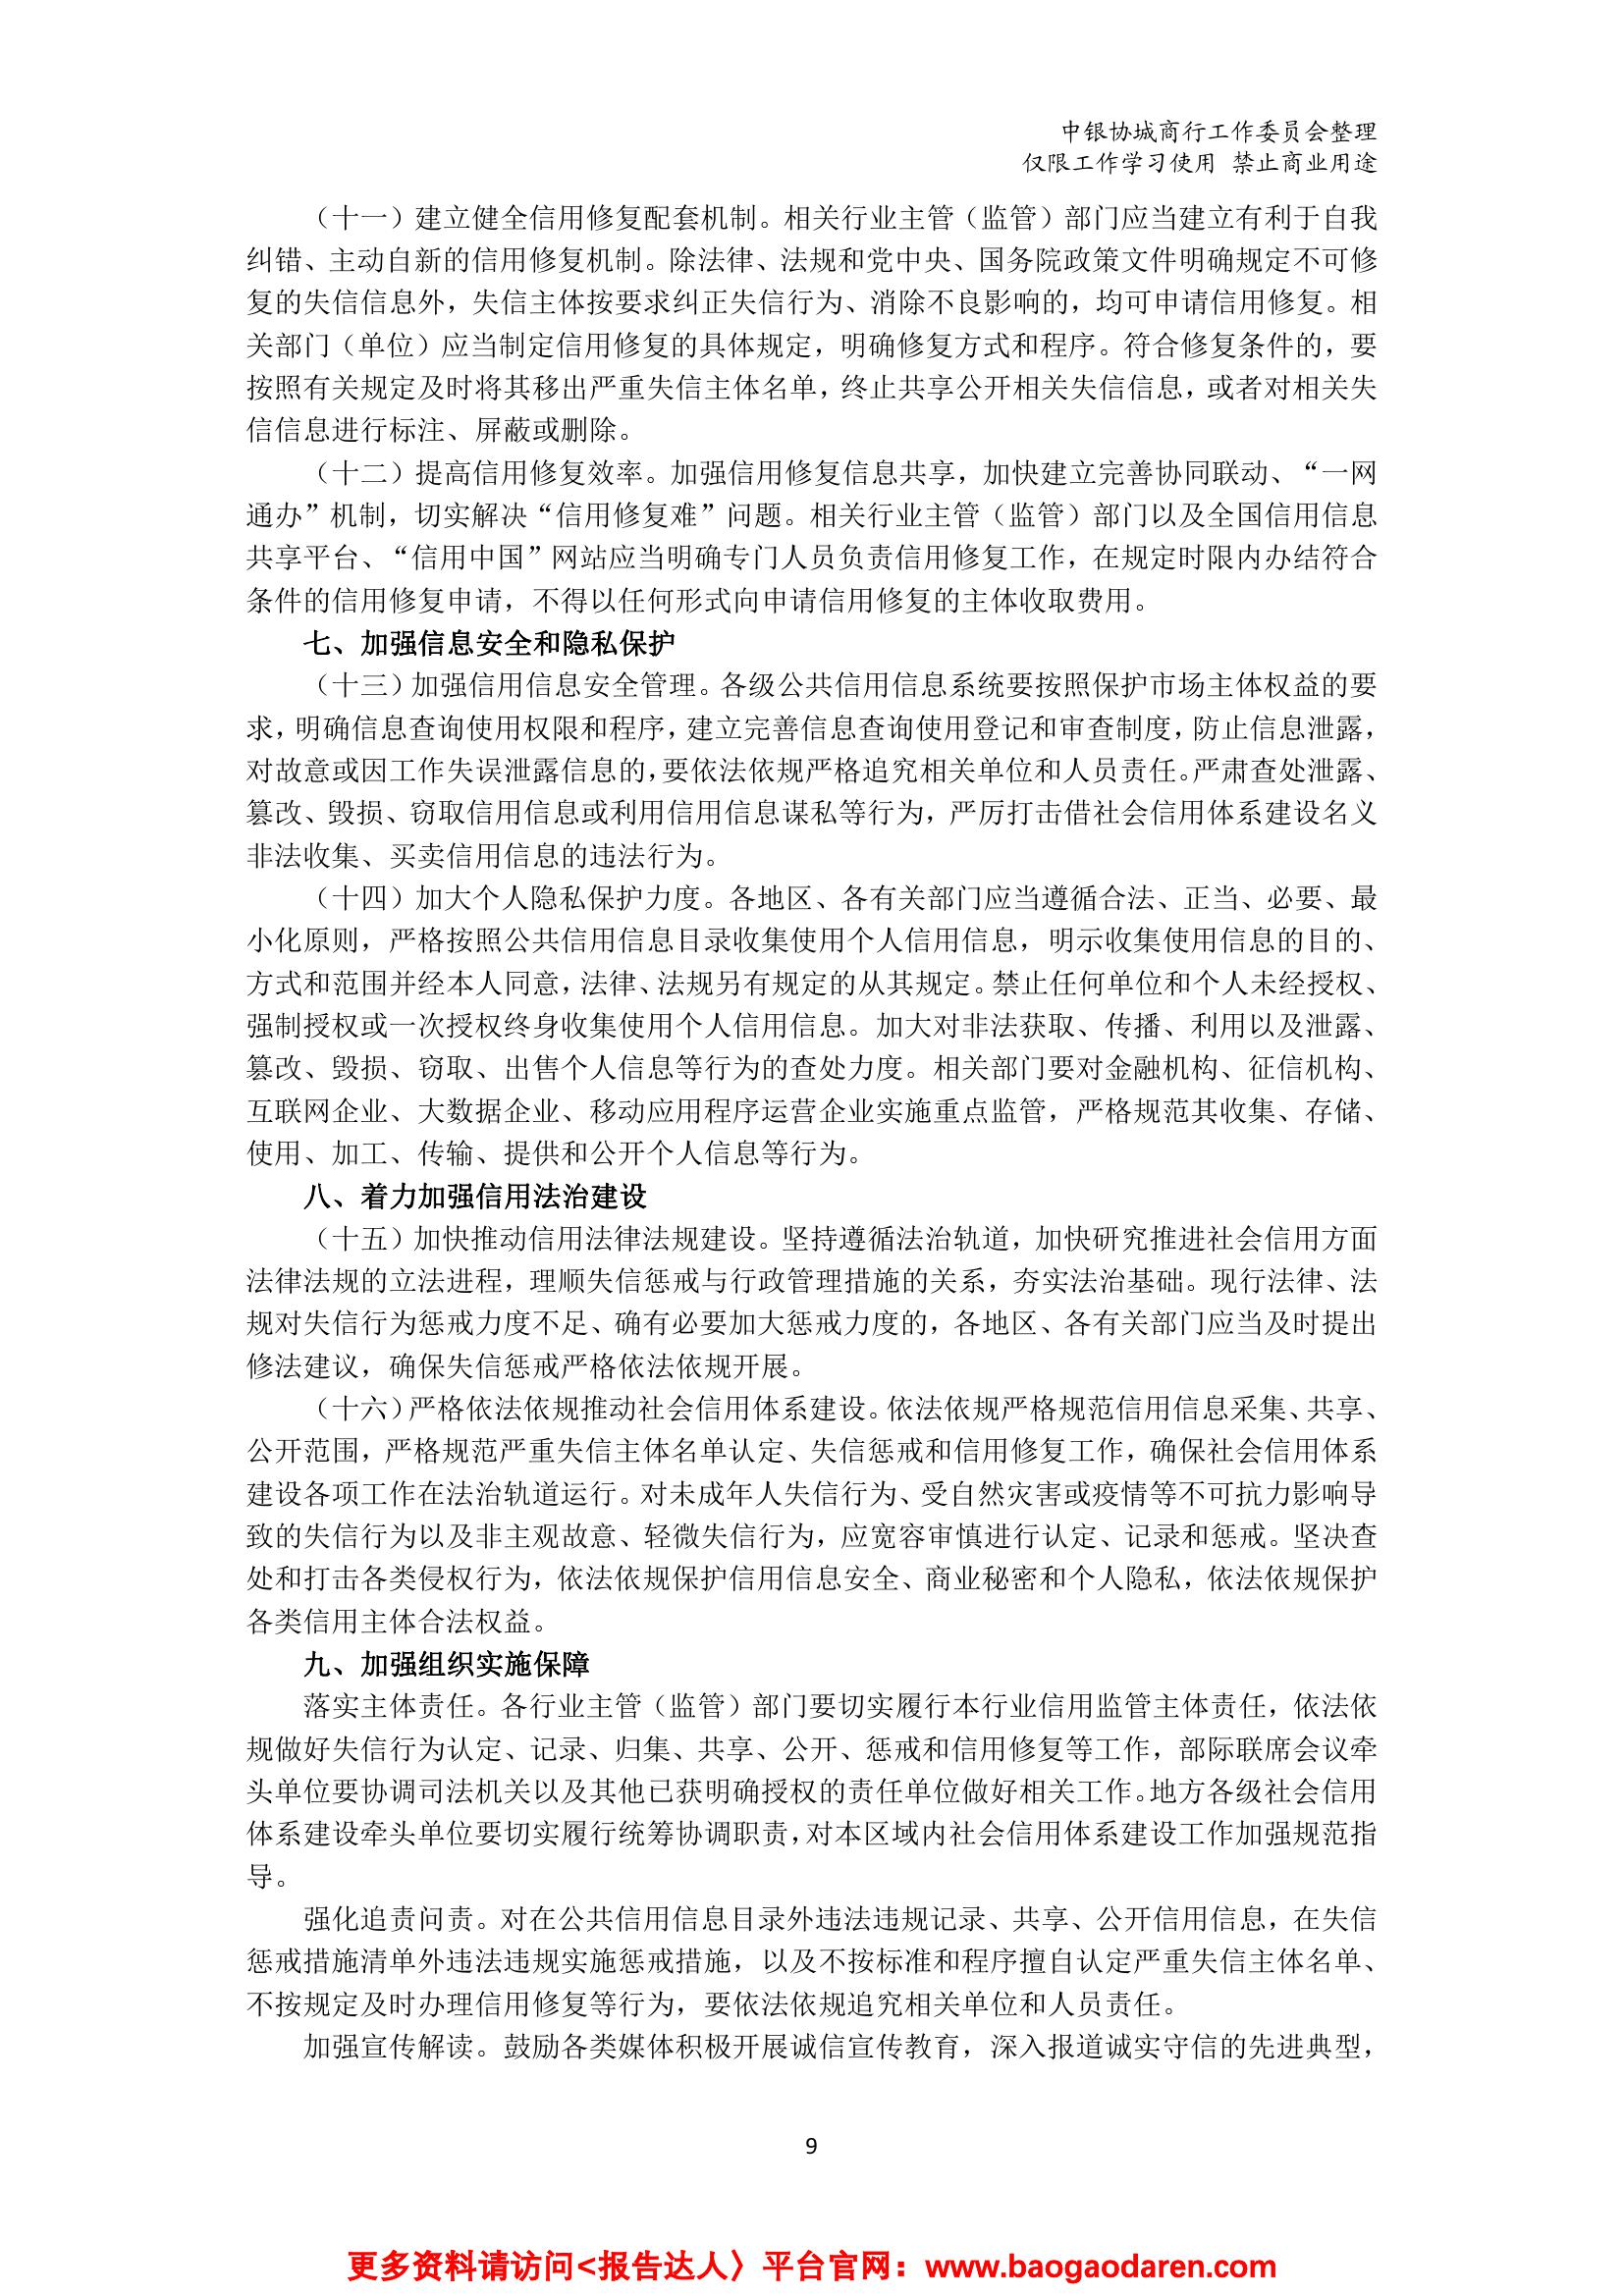 中银协城商行工作委员会整理
仅限工作学习使用 禁止商业用途
（十一）建立健全信用修复配套机制。相关行业主管（监管）部门应当建立有利于自我
纠错、主动自新的信用修复机制。除法律、法规和党中央、国务院政策文件明确规定不可修
复的失信信息外，失信主体按要求纠正失信行为、消除不良影响的，均可申请信用修复。相
关部门（单位）应当制定信用修复的具体规定，明确修复方式和程序。符合修复条件的，要
按照有关规定及时将其移出严重失信主体名单，终止共享公开相关失信信息，或者对相关失
信信息进行标注、屏蔽或删除。
（十二）提高信用修复效率。加强信用修复信息共享，加快建立完善协同联动、“一网
通办”机制，切实解决“信用修复难”问题。相关行业主管（监管）部门以及全国信用信息
共享平台、“信用中国”网站应当明确专门人员负责信用修复工作，在规定时限内办结符合
条件的信用修复申请，不得以任何形式向申请信用修复的主体收取费用。
七、加强信息安全和隐私保护
（十三）加强信用信息安全管理。各级公共信用信息系统要按照保护市场主体权益的要
求，明确信息查询使用权限和程序，建立完善信息查询使用登记和审查制度，防止信息泄露，
对故意或因工作失误泄露信息的，要依法依规严格追究相关单位和人员责任。严肃查处泄露、
篡改、毁损、窃取信用信息或利用信用信息谋私等行为，严厉打击借社会信用体系建设名义
非法收集、买卖信用信息的违法行为。
（十四）加大个人隐私保护力度。各地区、各有关部门应当遵循合法、正当、必要、最
小化原则，严格按照公共信用信息目录收集使用个人信用信息，明示收集使用信息的目的、
方式和范围并经本人同意，法律、法规另有规定的从其规定。禁止任何单位和个人未经授权、
强制授权或一次授权终身收集使用个人信用信息。加大对非法获取、传播、利用以及泄露、
篡改、毁损、窃取、出售个人信息等行为的查处力度。相关部门要对金融机构、征信机构、
互联网企业、大数据企业、移动应用程序运营企业实施重点监管，严格规范其收集、存储、
使用、加工、传输、提供和公开个人信息等行为。
八、着力加强信用法治建设
（十五）加快推动信用法律法规建设。坚持遵循法治轨道，加快研究推进社会信用方面
法律法规的立法进程，理顺失信惩戒与行政管理措施的关系，夯实法治基础。现行法律、法
规对失信行为惩戒力度不足、确有必要加大惩戒力度的，各地区、各有关部门应当及时提出
修法建议，确保失信惩戒严格依法依规开展。
（十六）严格依法依规推动社会信用体系建设。依法依规严格规范信用信息采集、共享、
公开范围，严格规范严重失信主体名单认定、失信惩戒和信用修复工作，确保社会信用体系
建设各项工作在法治轨道运行。对未成年人失信行为、受自然灾害或疫情等不可抗力影响导
致的失信行为以及非主观故意、轻微失信行为，应宽容审慎进行认定、记录和惩戒。坚决查
处和打击各类侵权行为，依法依规保护信用信息安全、商业秘密和个人隐私，依法依规保护
各类信用主体合法权益。
九、加强组织实施保障
落实主体责任。各行业主管（监管）部门要切实履行本行业信用监管主体责任，依法依
规做好失信行为认定、记录、归集、共享、公开、惩戒和信用修复等工作，部际联席会议牵
头单位要协调司法机关以及其他已获明确授权的责任单位做好相关工作。地方各级社会信用
体系建设牵头单位要切实履行统筹协调职责，对本区域内社会信用体系建设工作加强规范指
导。
强化追责问责。对在公共信用信息目录外违法违规记录、共享、公开信用信息，在失信
惩戒措施清单外违法违规实施惩戒措施，以及不按标准和程序擅自认定严重失信主体名单、
不按规定及时办理信用修复等行为，要依法依规追究相关单位和人员责任。
加强宣传解读。鼓励各类媒体积极开展诚信宣传教育，深入报道诚实守信的先进典型，
9
更多资料请访问<报告达人〉平台官网：www.baogaodaren.com